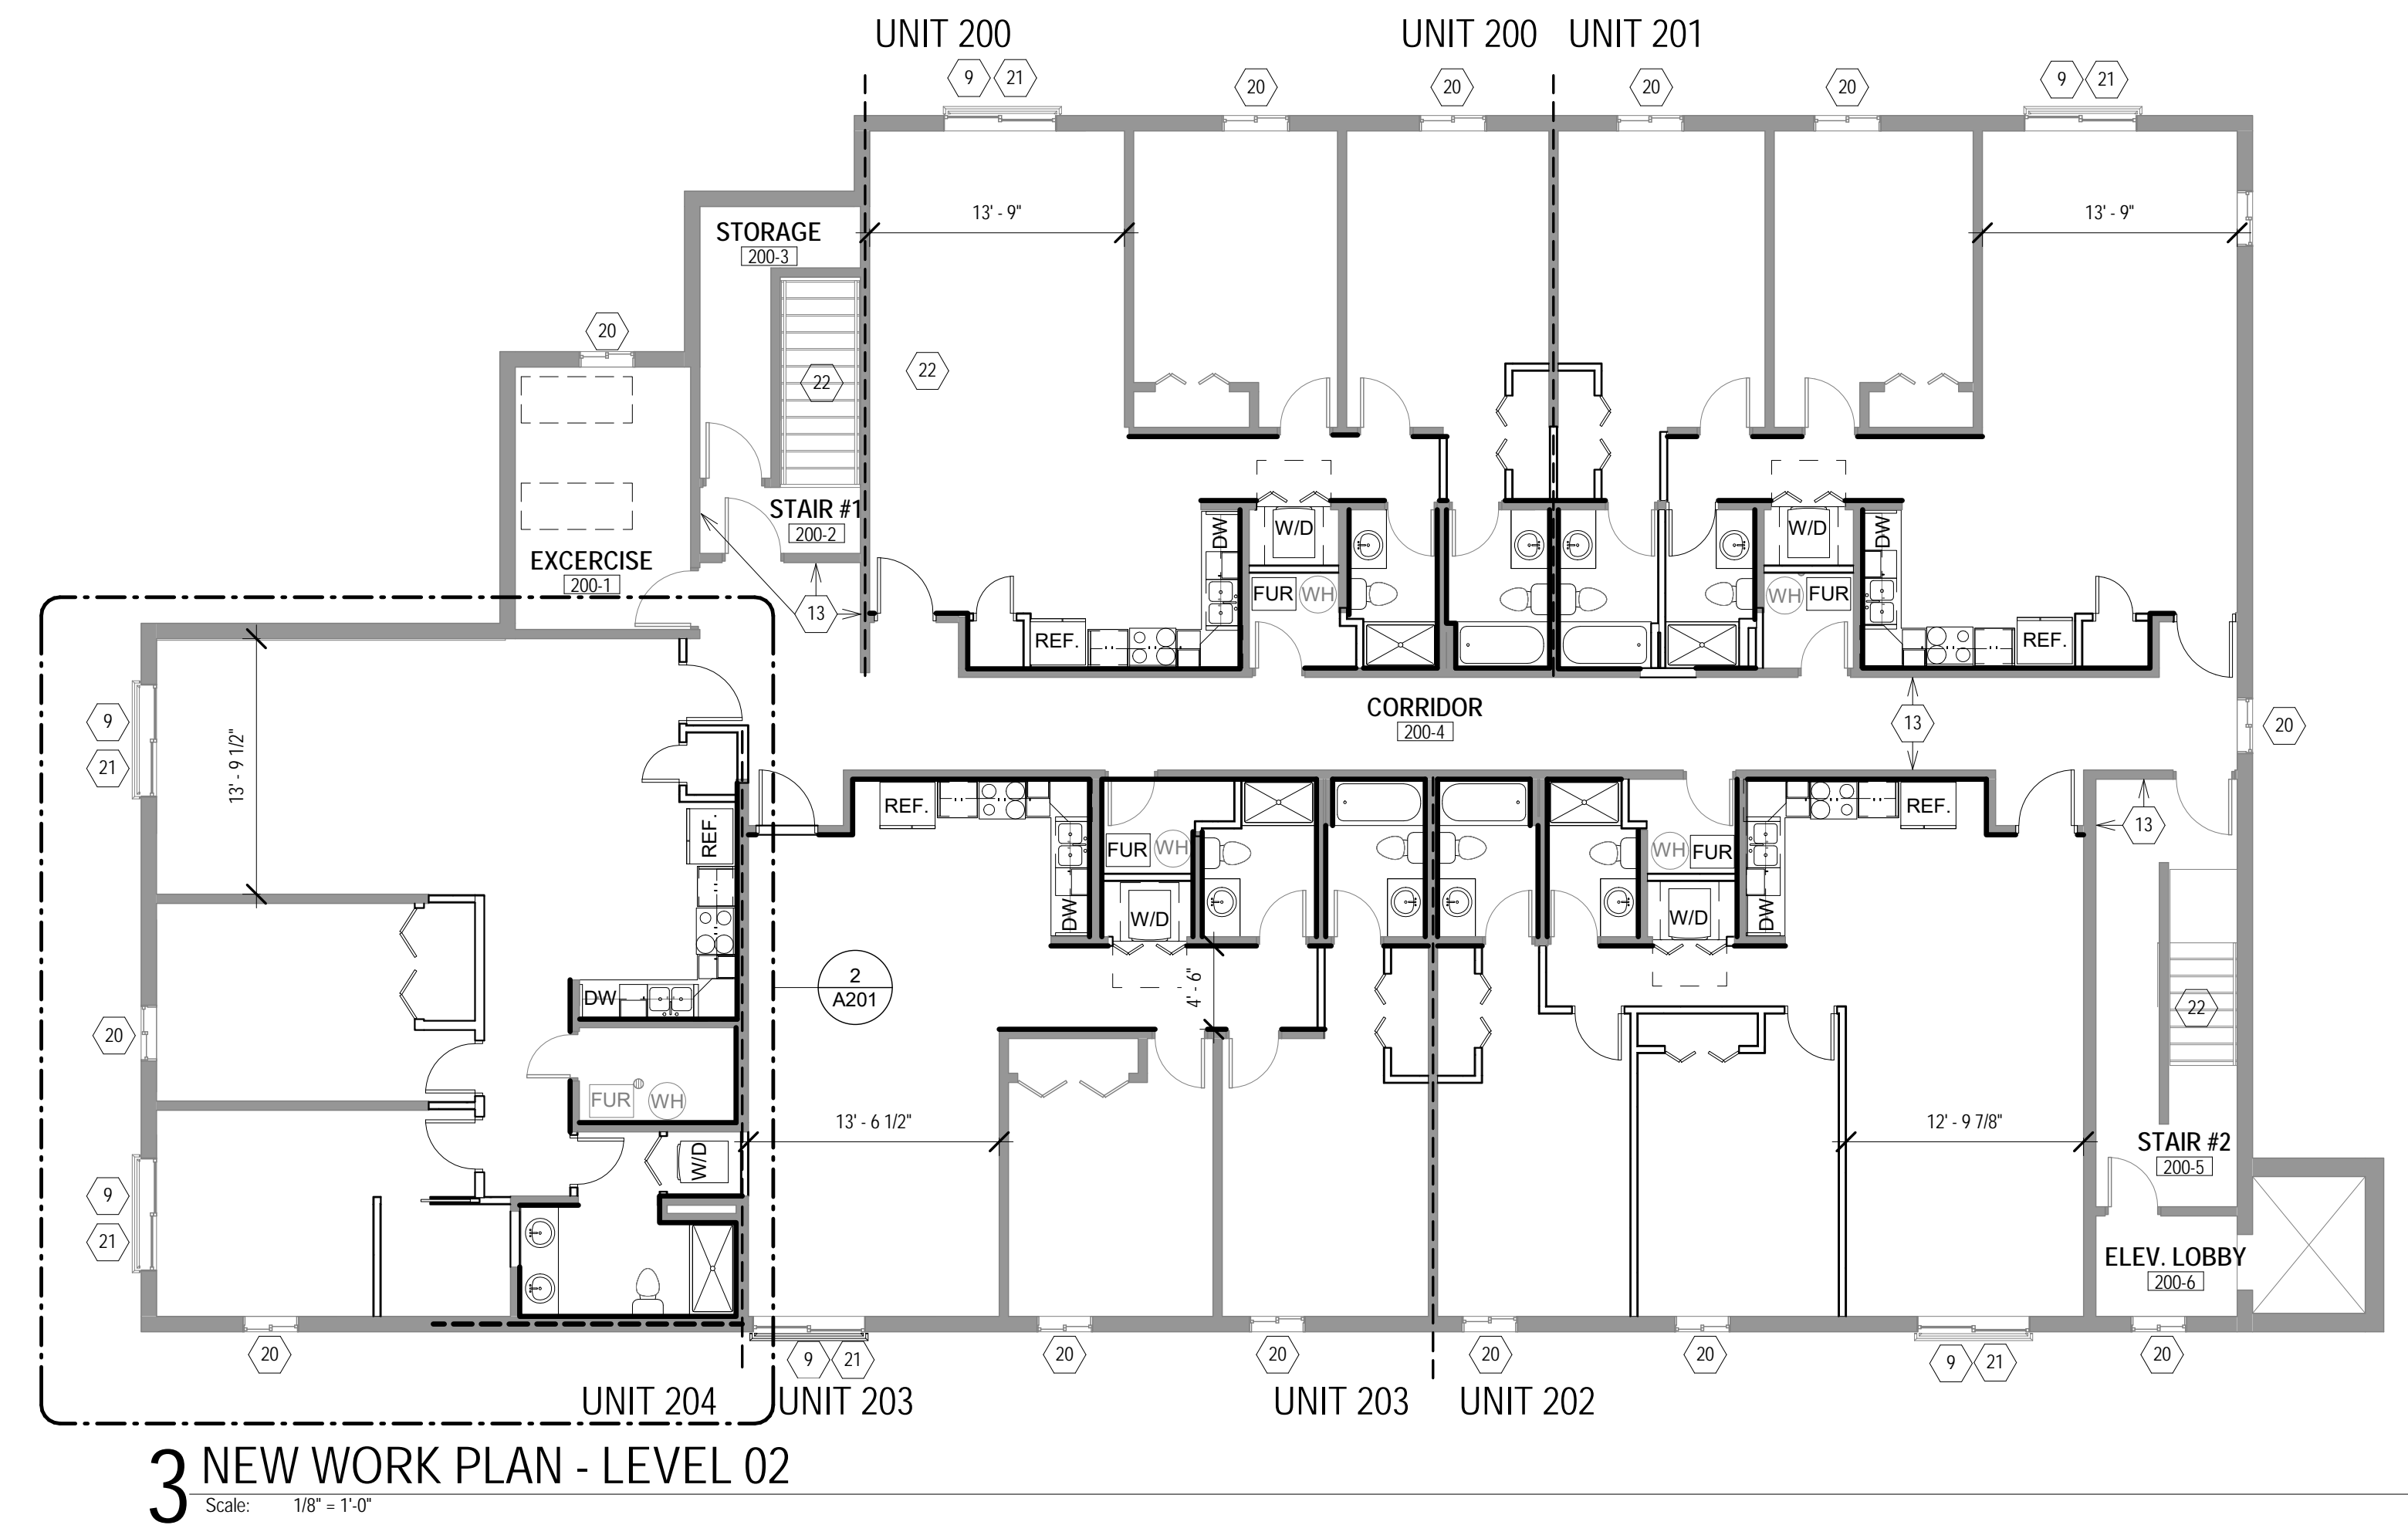 UNIT 200 UNIT 200 UNIT 201
9 21 20 20 20 20 9 21
13' - 9" 13' - 9"
STORAGE
200-3
20
22 22
STAIR #1
200-2
EXCERCISE
200-1
13
DW W/D W/D DW
FUR WH WH FUR
REF. REF.
CORRIDOR
200-4
13
20
9
21
13' - 9 1/2"
REF. REF. REF.
13
FUR WH WH FUR
DW W/D W/D DW
2
A201
4' - 6"
DW
20
22
FUR WH
13' - 6 1/2" 12' - 9 7/8"
STAIR #2
200-5
W/D
9
21
ELEV. LOBBY
200-6
20 9 21 20 20 20 20 9 21 20
UNIT 204 UNIT 203 UNIT 203 UNIT 202
3 NEW WORK PLAN - LEVEL 02
Scale: 1/8" = 1'-0"